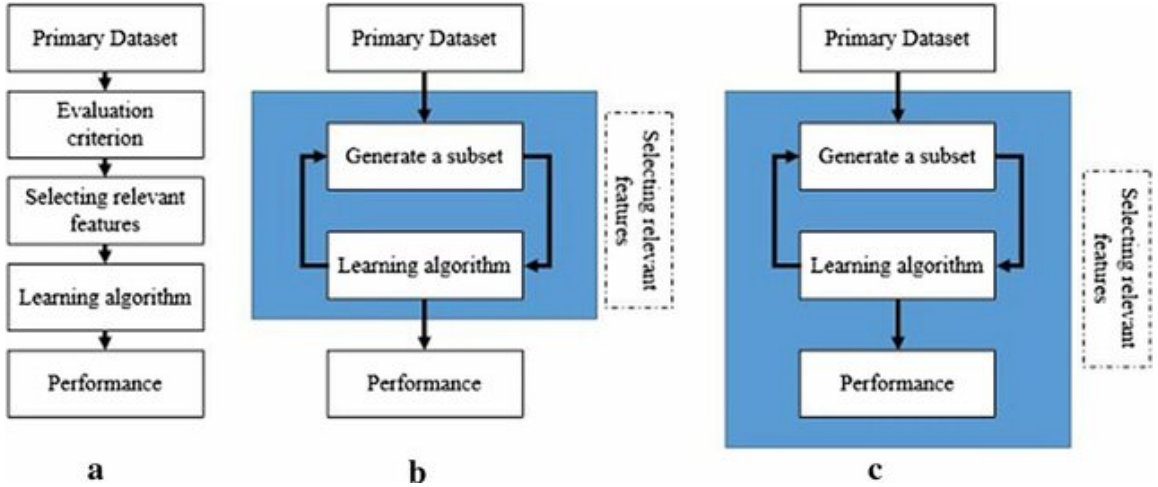 Primary Dataset
Evaluation
criterion
Selecting relevant
features
Learning algorithm
Performance
a
Primary Dataset
Generate a subset
Learning algorithm
Performance
Selecting relevant
features
b
Primary Dataset
Generate a subset
Learning algorithm
Performance
Selecting relevant
features
c